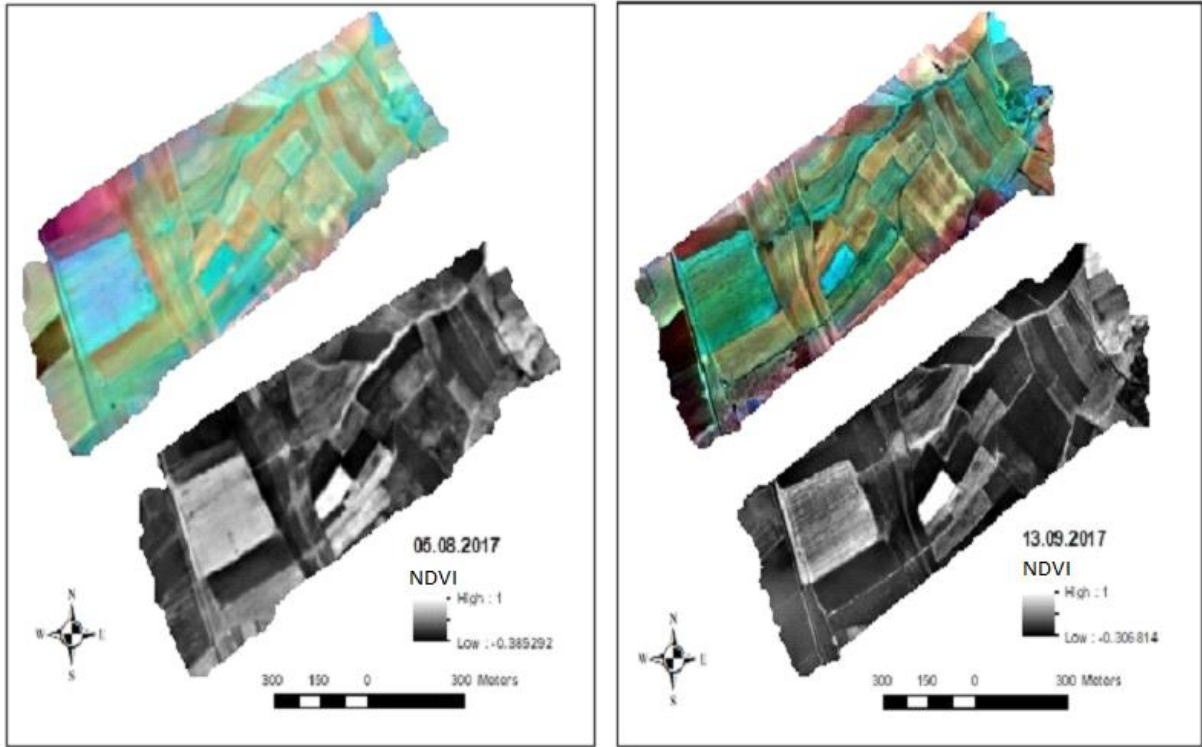 05.08.2017
NDVI
High : 1
Low : -0.385292
N
W E
S
300 150 0 300 Meters
13.09.2017
NDVI
High : 1
Low : -0.306814
N
W E
S
300 150 0 300 Meters